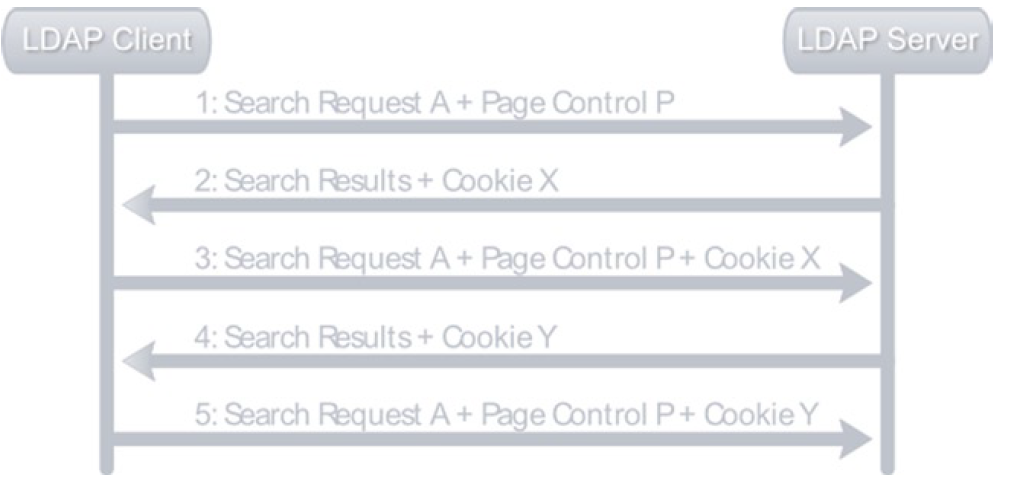 LDAP Client
LDAP Server
1: Search Request A + Page Control P
2: Search Results + Cookie X
3: Search Request A + Page Control P + Cookie X
4: Search Results + Cookie Y
5: Search Request A + Page Control P + Cookie Y